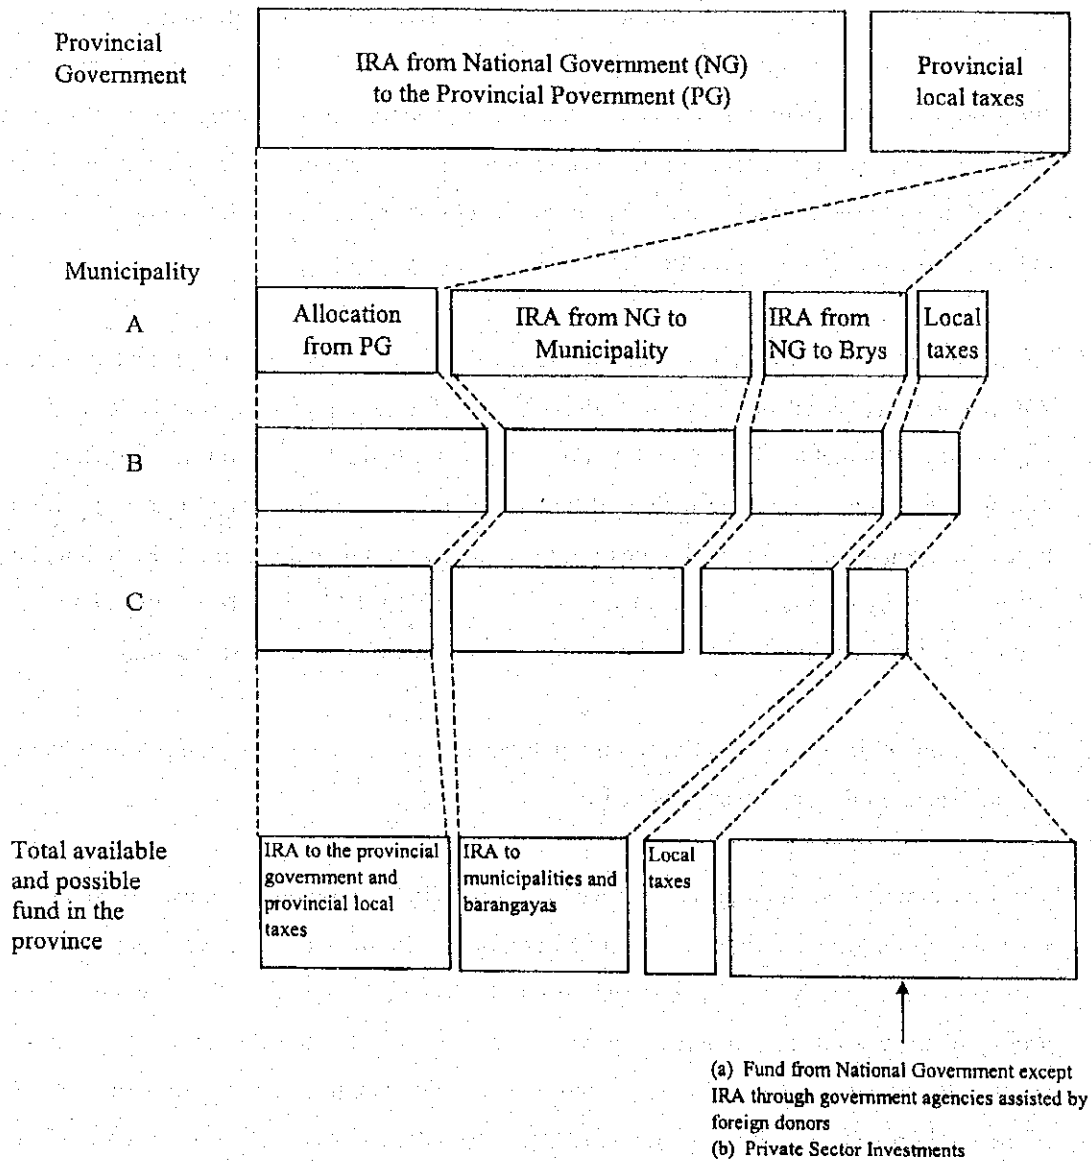 Provincial
Government
IRA from National Government (NG)
to the Provincial Povernment (PG)
Provincial
local taxes
Municipality
A
Allocation
from PG
IRA from NG to
Municipality
IRA from
NG to Brys
Local
taxes
B
C
Total available
and possible
fund in the
province
IRA to the provincial
government and
provincial local
taxes
IRA to
municipalities and
barangayas
Local
taxes
(a) Fund from National Government except
IRA through government agencies assisted by
foreign donors
(b) Private Sector Investments